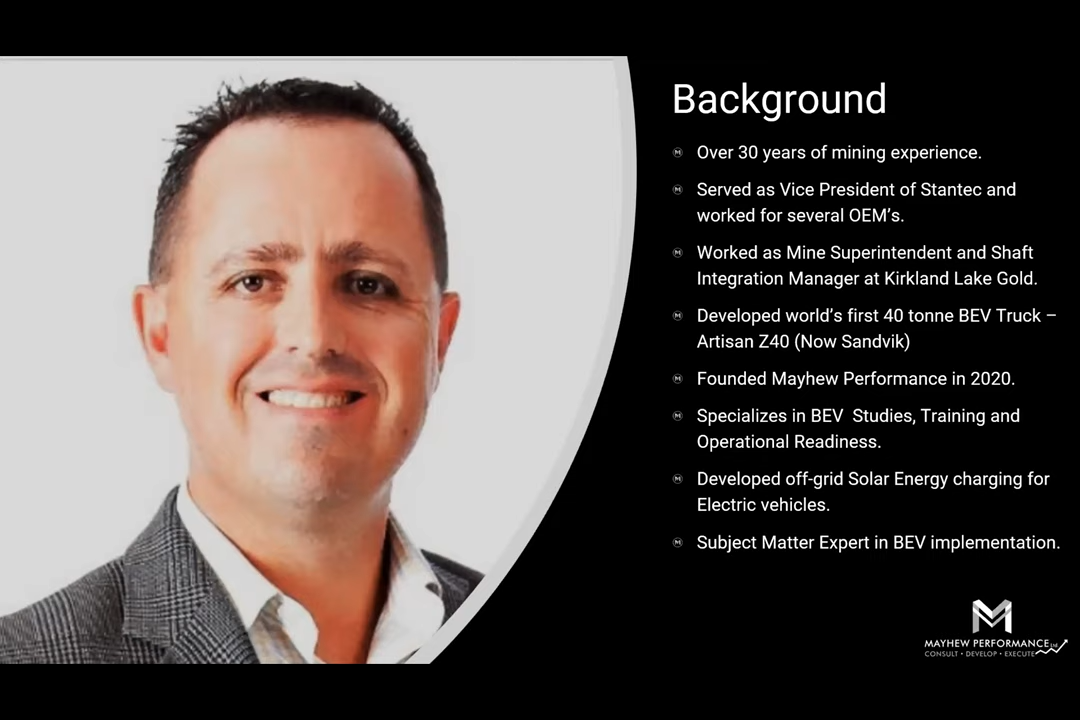 Background
Over 30 years of mining experience.
Served as Vice President of Stantec and
worked for several OEM’s.
Worked as Mine Superintendent and Shaft
Integration Manager at Kirkland Lake Gold.
Developed world’s first 40 tonne BEV Truck –
Artisan Z40 (Now Sandvik)
Founded Mayhew Performance in 2020.
Specializes in BEV  Studies, Training and
Operational Readiness.
Developed off-grid Solar Energy charging for
Electric vehicles.
Subject Matter Expert in BEV implementation.
M
MAYHEW PERFORMANCE Ltd
CONSULT • DEVELOP • EXECUTE